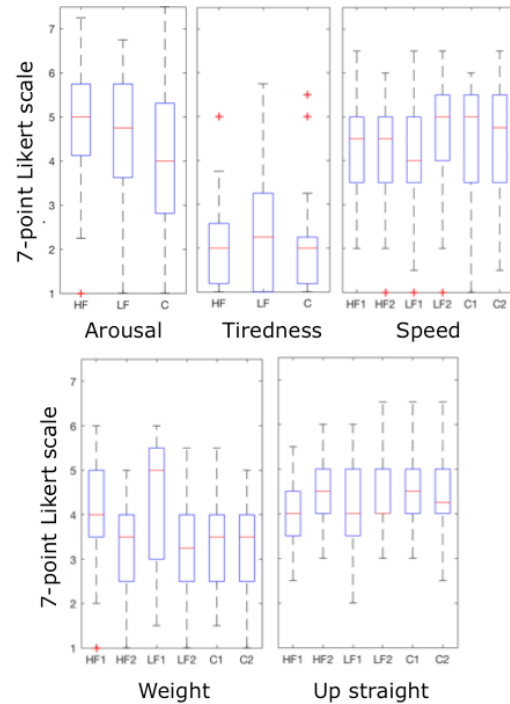 7-point Likert scale
7
6
5
4
3
2
1
HF LF C
HF LF C
HF1 HF2 LF1 LF2 C1 C2
Arousal Tiredness Speed
7-point Likert scale
7
6
5
4
3
2
1
HF1 HF2 LF1 LF2 C1 C2
HF1 HF2 LF1 LF2 C1 C2
Weight Up straight